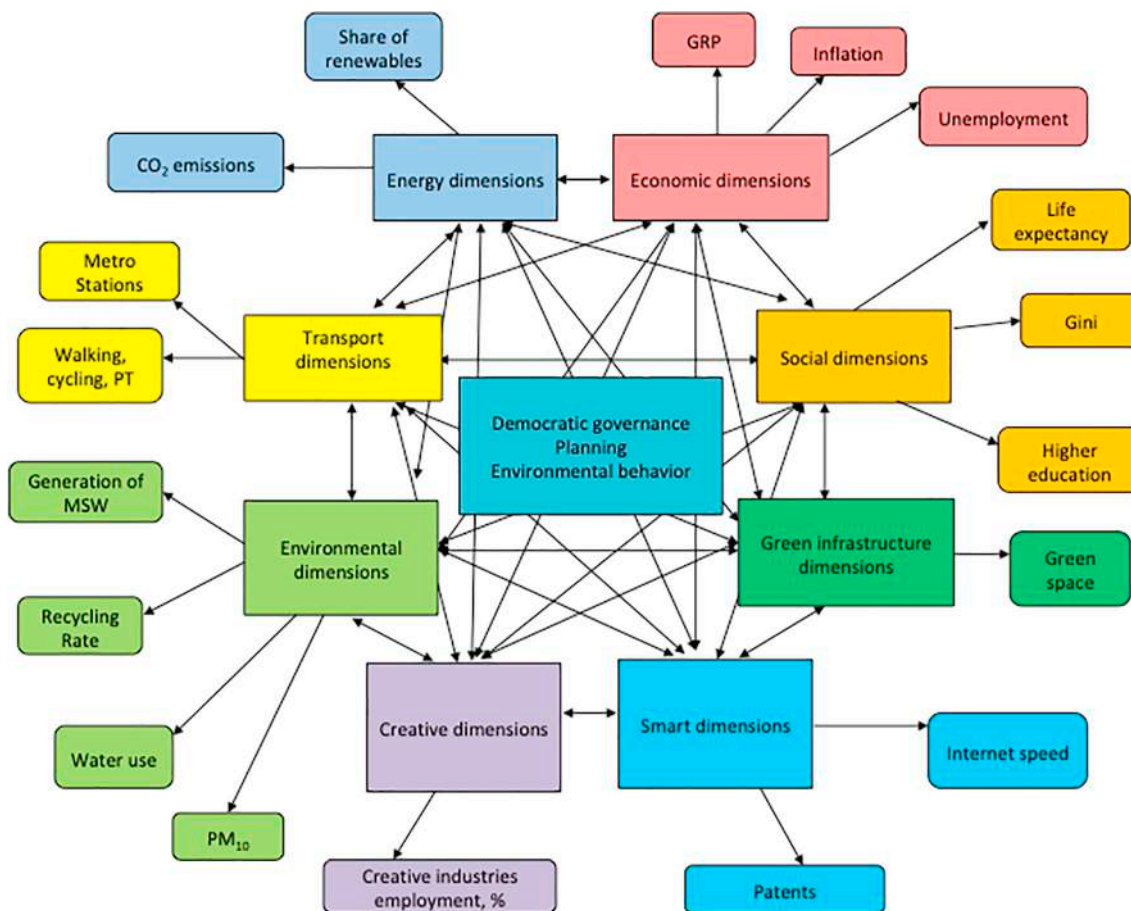 Share of
renewables
GRP
Inflation
Unemployment
CO₂ emissions
Energy dimensions
Economic dimensions
Life
expectancy
Metro
Stations
Transport
dimensions
Social dimensions
Gini
Walking,
cycling, PT
Democratic governance
Planning
Environmental behavior
Higher
education
Generation of
MSW
Environmental
dimensions
Green infrastructure
dimensions
Green
space
Recycling
Rate
Creative dimensions
Smart dimensions
Internet speed
Water use
PM₁₀
Creative industries
employment, %
Patents